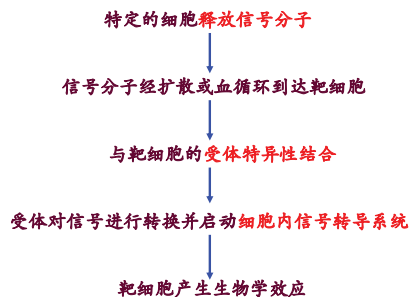 特定的细胞释放信号分子
信号分子经扩散或血循环到达靶细胞
与靶细胞的受体特异性结合
受体对信号进行转换并启动细胞内信号转导系统
靶细胞产生生物学效应